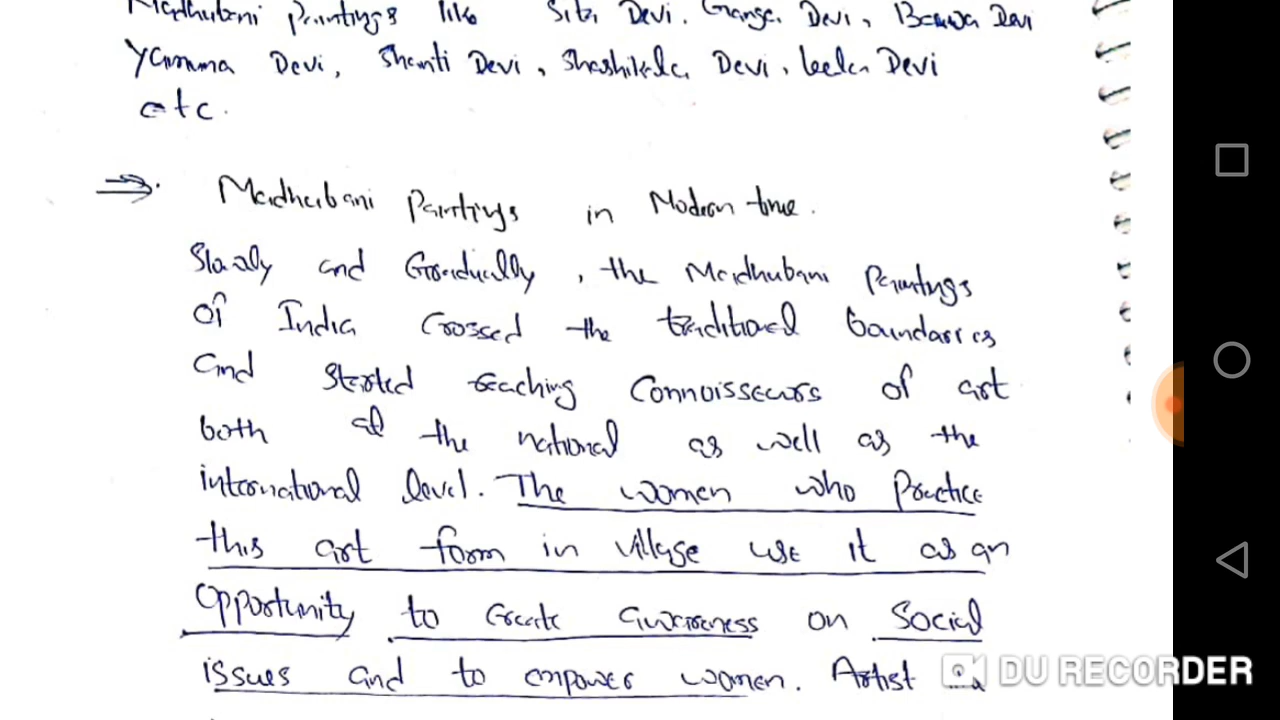 Madhubani Paintings like Sita Devi. Ganga Devi, Bauwa Devi
Yamuna Devi, Shanti Devi, Shashikala Devi, Leela Devi
etc.
⇒. Madhubani Paintings in Modern time.
Slowly and Gradually, the Madhubani Paintings
of India Crossed the traditional boundaries
and Started reaching Connoisseurs of art
both at the national as well as the
international level. The women who Practice
this art form in village use it as an
Opportunity to Create awareness on Social
issues and to empower women. Artist
DU RECORDER